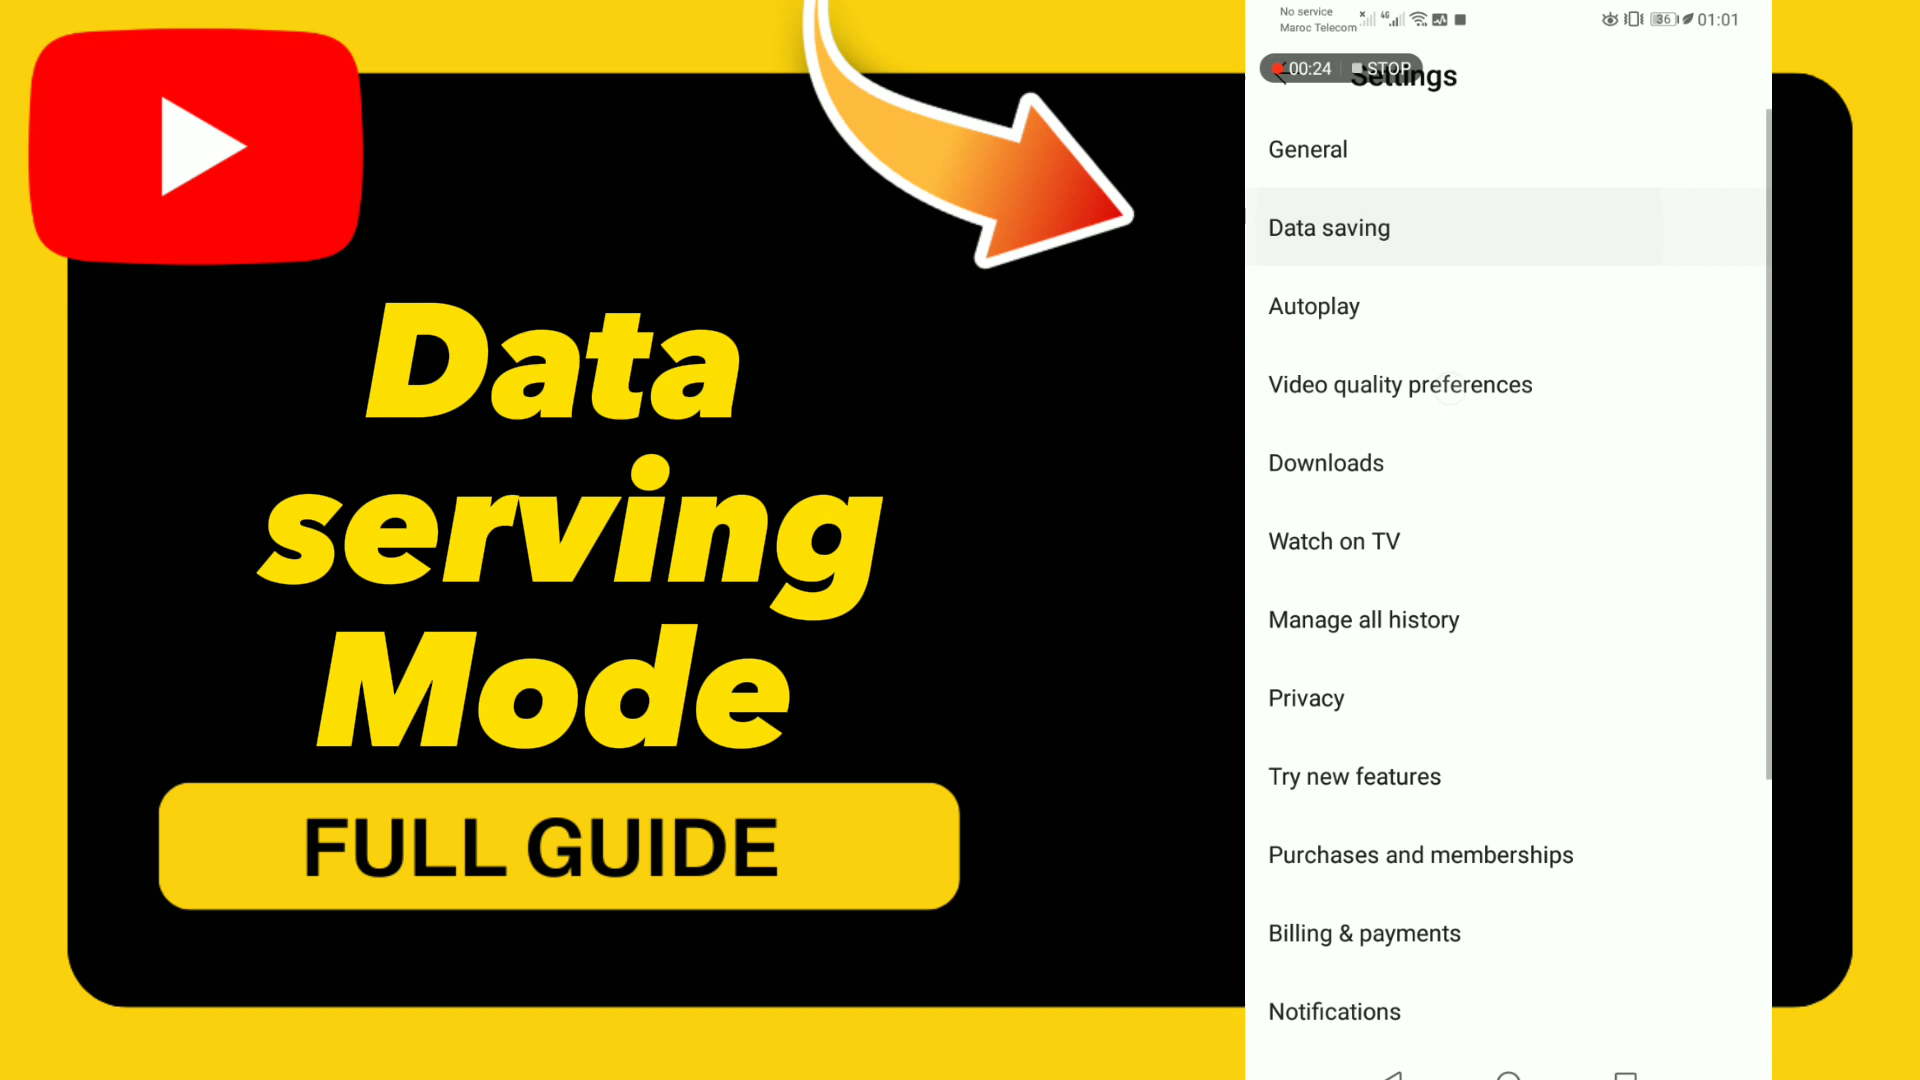 Data
serving
Mode
FULL GUIDE
No service
Maroc Telecom
4G
36
01:01
00:24
STOP
Settings
General
Data saving
Autoplay
Video quality preferences
Downloads
Watch on TV
Manage all history
Privacy
Try new features
Purchases and memberships
Billing & payments
Notifications